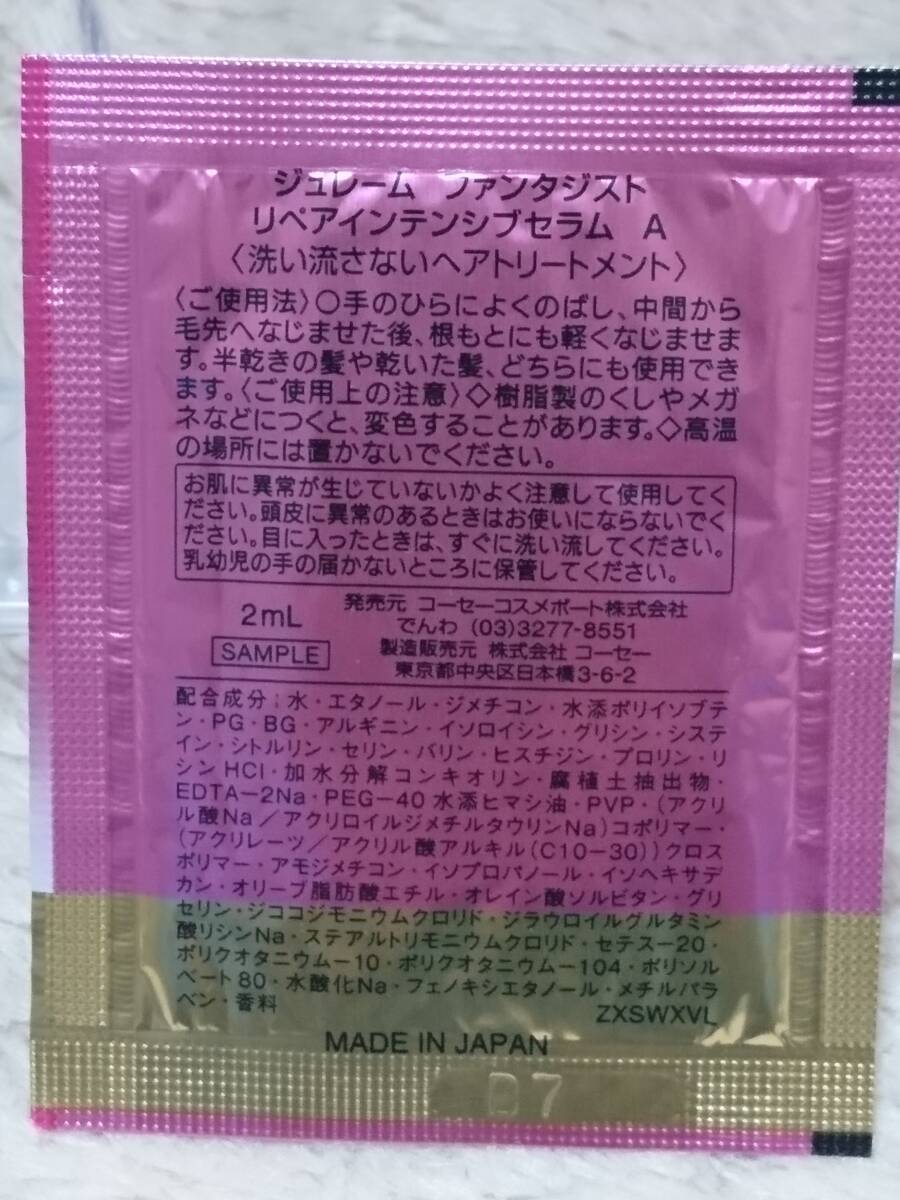 ジュレーム ファンタジスト
リペアインテンシブセラム A
〈洗い流さないヘアトリートメント〉
〈ご使用法〉○手のひらによくのばし、中間から
毛先へなじませた後、根もとにも軽くなじませま
す。半乾きの髪や乾いた髪、どちらにも使用でき
ます。〈ご使用上の注意〉◇樹脂製のくしやメガ
ネなどにつくと、変色することがあります。◇高温
の場所には置かないでください。
お肌に異常が生じていないかよく注意して使用してく
ださい。頭皮に異常のあるときはお使いにならないでく
ださい。目に入ったときは、すぐに洗い流してください。
乳幼児の手の届かないところに保管してください。
2mL
SAMPLE
発売元 コーセーコスメポート株式会社
でんわ (03)3277-8551
製造販売元 株式会社 コーセー
東京都中央区日本橋3-6-2
配合成分：水・エタノール・ジメチコン・水添ポリイソブテ
ン・PG・BG・アルギニン・イソロイシン・グリシン・システ
イン・シトルリン・セリン・バリン・ヒスチジン・プロリン・リ
シンHCl・加水分解コンキオリン・腐植土抽出物・
EDTA-2Na・PEG-40水添ヒマシ油・PVP・(アクリ
ル酸Na／アクリロイルジメチルタウリンNa)コポリマー・
(アクリレーツ／アクリル酸アルキル(C10-30))クロス
ポリマー・アモジメチコン・イソプロパノール・イソヘキサデ
カン・オリーブ脂肪酸エチル・オレイン酸ソルビタン・グリ
セリン・ジココジモニウムクロリド・ジラウロイルグルタミン
酸リシンNa・ステアルトリモニウムクロリド・セテス-20・
ポリクオタニウム-10・ポリクオタニウム-104・ポリソル
ベート80・水酸化Na・フェノキシエタノール・メチルパラ
ベン・香料
ZXSWXVL
MADE IN JAPAN
D7